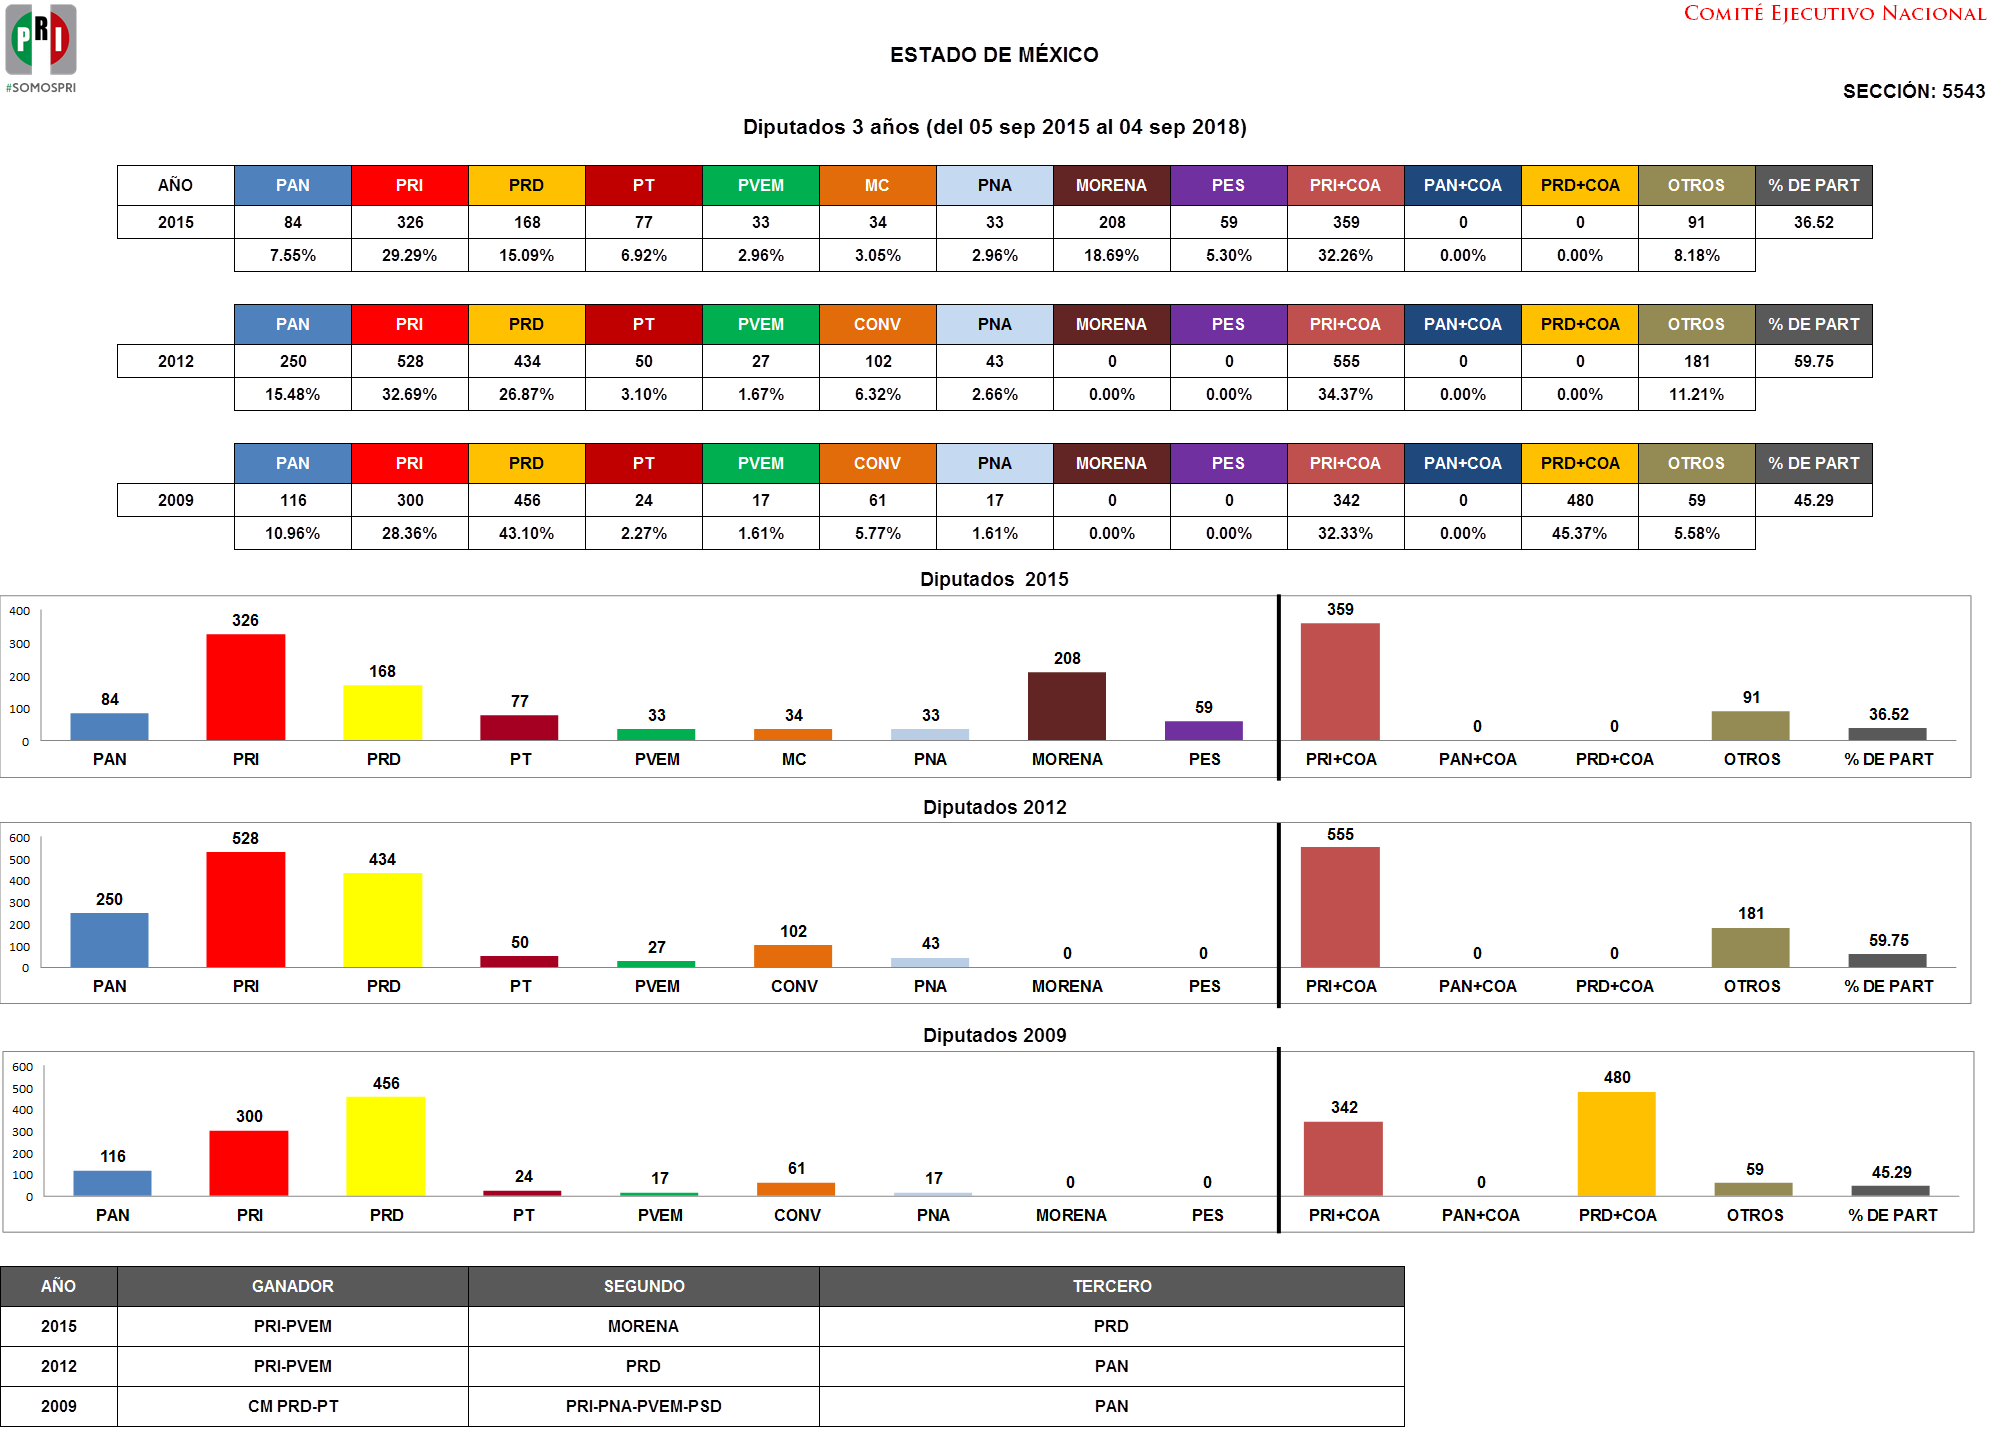 PRI
#SOMOSPRI
COMITÉ EJECUTIVO NACIONAL
ESTADO DE MÉXICO
SECCIÓN: 5543
Diputados 3 años (del 05 sep 2015 al 04 sep 2018)
AÑO PAN PRI PRD PT PVEM MC PNA MORENA PES PRI+COA PAN+COA PRD+COA OTROS % DE PART
2015 84 326 168 77 33 34 33 208 59 359 0 0 91 36.52
7.55% 29.29% 15.09% 6.92% 2.96% 3.05% 2.96% 18.69% 5.30% 32.26% 0.00% 0.00% 8.18%
PAN PRI PRD PT PVEM CONV PNA MORENA PES PRI+COA PAN+COA PRD+COA OTROS % DE PART
2012 250 528 434 50 27 102 43 0 0 555 0 0 181 59.75
15.48% 32.69% 26.87% 3.10% 1.67% 6.32% 2.66% 0.00% 0.00% 34.37% 0.00% 0.00% 11.21%
PAN PRI PRD PT PVEM CONV PNA MORENA PES PRI+COA PAN+COA PRD+COA OTROS % DE PART
2009 116 300 456 24 17 61 17 0 0 342 0 480 59 45.29
10.96% 28.36% 43.10% 2.27% 1.61% 5.77% 1.61% 0.00% 0.00% 32.33% 0.00% 45.37% 5.58%
Diputados 2015
400
300
200
100
0
84 326 168 77 33 34 33 208 59 359 0 0 91 36.52
PAN PRI PRD PT PVEM MC PNA MORENA PES PRI+COA PAN+COA PRD+COA OTROS % DE PART
Diputados 2012
600
500
400
300
200
100
0
250 528 434 50 27 102 43 0 0 555 0 0 181 59.75
PAN PRI PRD PT PVEM CONV PNA MORENA PES PRI+COA PAN+COA PRD+COA OTROS % DE PART
Diputados 2009
600
500
400
300
200
100
0
116 300 456 24 17 61 17 0 0 342 0 480 59 45.29
PAN PRI PRD PT PVEM CONV PNA MORENA PES PRI+COA PAN+COA PRD+COA OTROS % DE PART
AÑO GANADOR SEGUNDO TERCERO
2015 PRI-PVEM MORENA PRD
2012 PRI-PVEM PRD PAN
2009 CM PRD-PT PRI-PNA-PVEM-PSD PAN